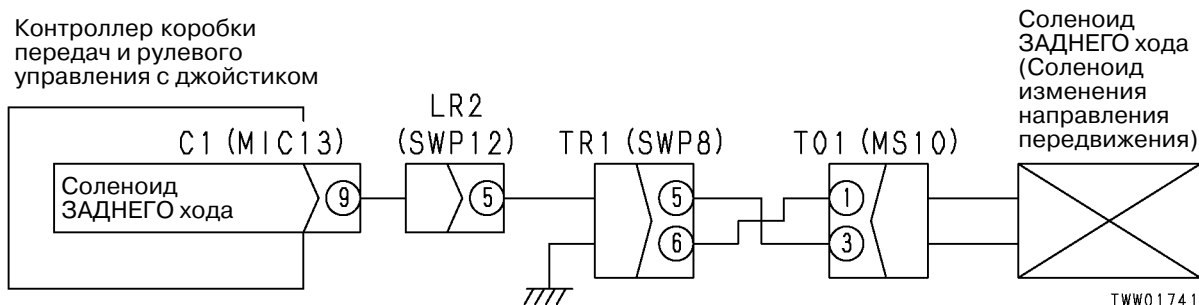 Контроллер коробки
передач и рулевого
управления с джойстиком
Соленоид
ЗАДНЕГО хода
(Соленоид
изменения
направления
передвижения)
LR2
C1 (MIC13)
(SWP12)
TR1 (SWP8)
T01 (MS10)
Соленоид
ЗАДНЕГО хода
9
5
5
6
1
3
TWW01741